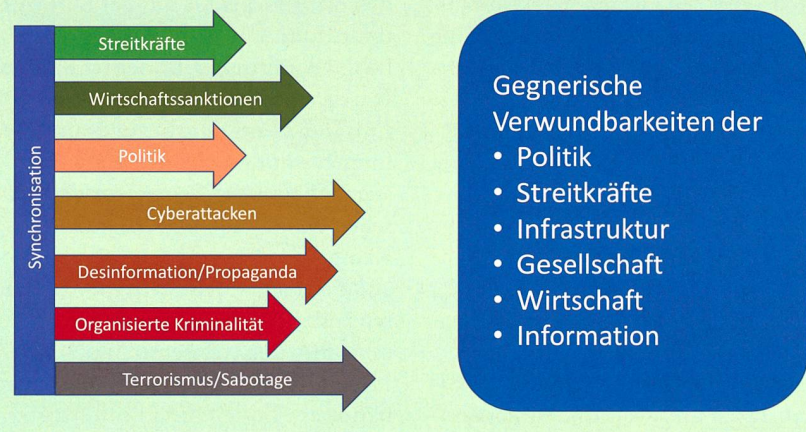 Synchronisation
Streitkräfte
Wirtschaftssanktionen
Politik
Cyberattacken
Desinformation/Propaganda
Organisierte Kriminalität
Terrorismus/Sabotage
Gegnerische
Verwundbarkeiten der
• Politik
• Streitkräfte
• Infrastruktur
• Gesellschaft
• Wirtschaft
• Information